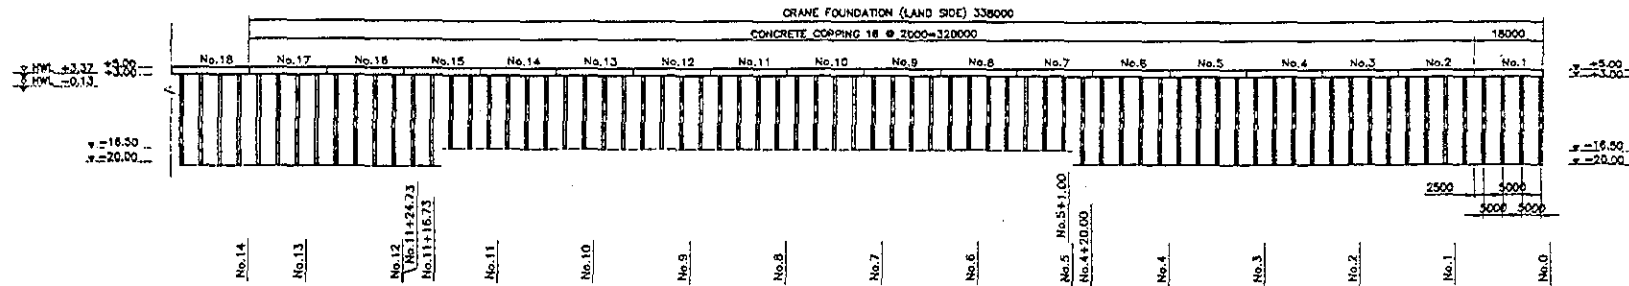 CRANE FOUNDATION (LAND SIDE) 338000
CONCRETE COPPING 16 @ 2000=320000 18000
No.18 No.17 No.16 No.15 No.14 No.13 No.12 No.11 No.10 No.9 No.8 No.7 No.6 No.5 No.4 No.3 No.2 No.1
HWL +3.37 +5.00 +5.00
HWL -0.13 +3.00 +3.00
-16.50 -16.50
-20.00 -20.00
2500 5000
5000 5000
No.14 No.13 No.12 No.11+24.73 No.11+16.73 No.11 No.10 No.9 No.8 No.7 No.6 No.5+1.00 No.5 No.4+20.00 No.4 No.3 No.2 No.1 No.0